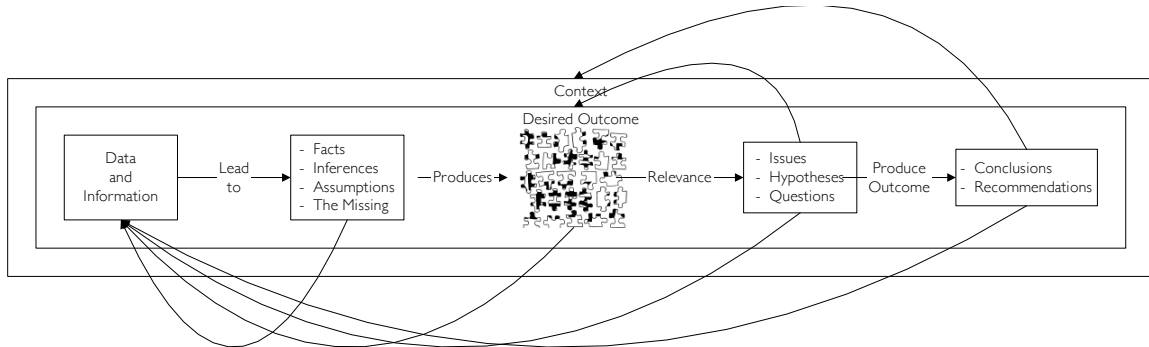 Context
Desired Outcome
Data
and
Information
Lead
to
- Facts
- Inferences
- Assumptions
- The Missing
Produces
Relevance
- Issues
- Hypotheses
- Questions
Produce
Outcome
- Conclusions
- Recommendations